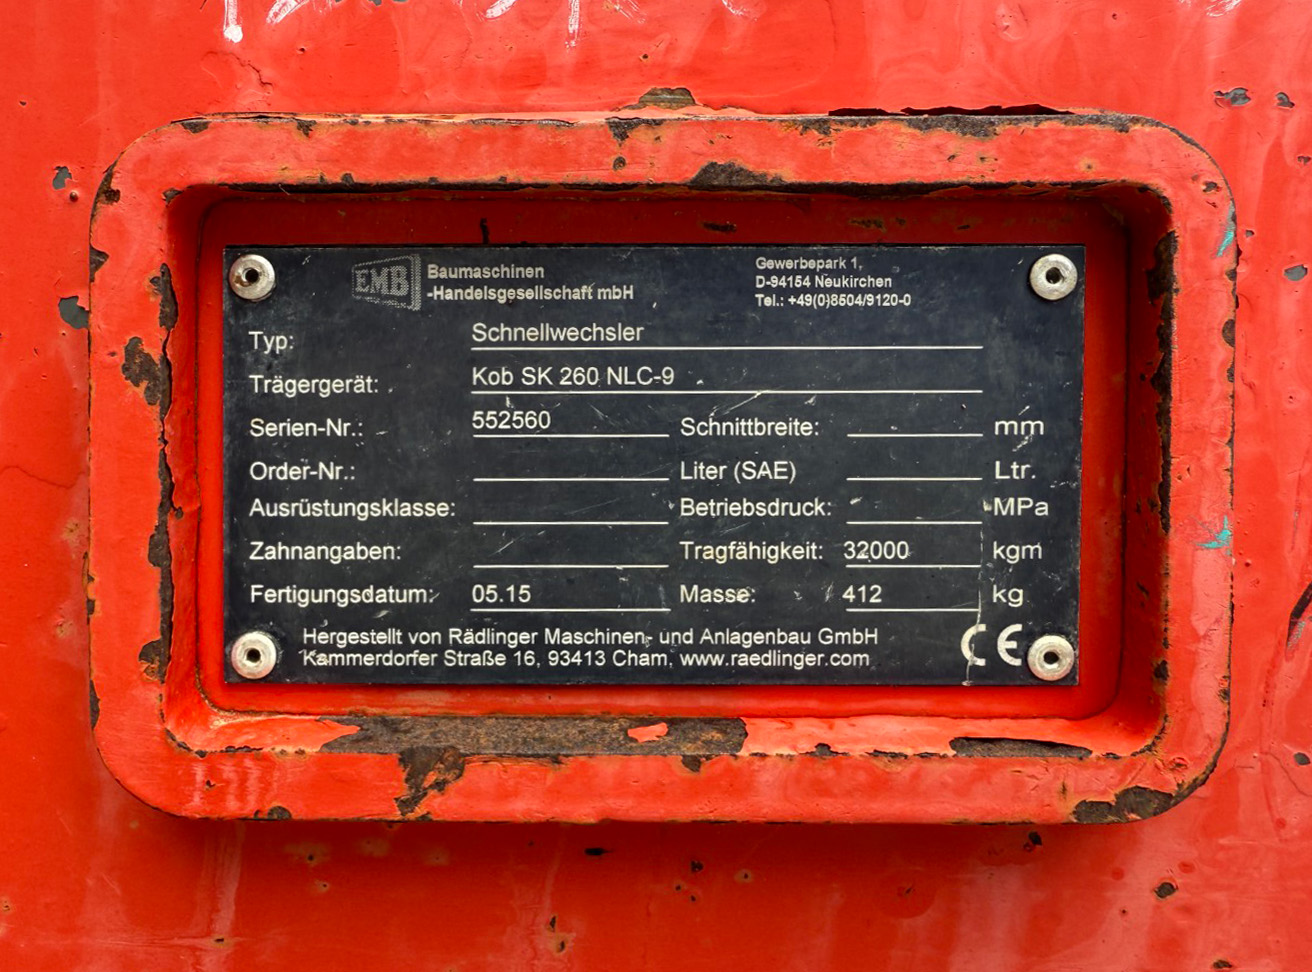 EMB Baumaschinen
-Handelsgesellschaft mbH
Gewerbepark 1,
D-94154 Neukirchen
Tel.: +49(0)8504/9120-0
Typ: Schnellwechsler
Trägergerät: Kob SK 260 NLC-9
Serien-Nr.: 552560 Schnittbreite: mm
Order-Nr.: Liter (SAE) Ltr.
Ausrüstungsklasse: Betriebsdruck: MPa
Zahnangaben: Tragfähigkeit: 32000 kgm
Fertigungsdatum: 05.15 Masse: 412 kg
Hergestellt von Rädlinger Maschinen- und Anlagenbau GmbH
Kammerdorfer Straße 16, 93413 Cham, www.raedlinger.com
CE